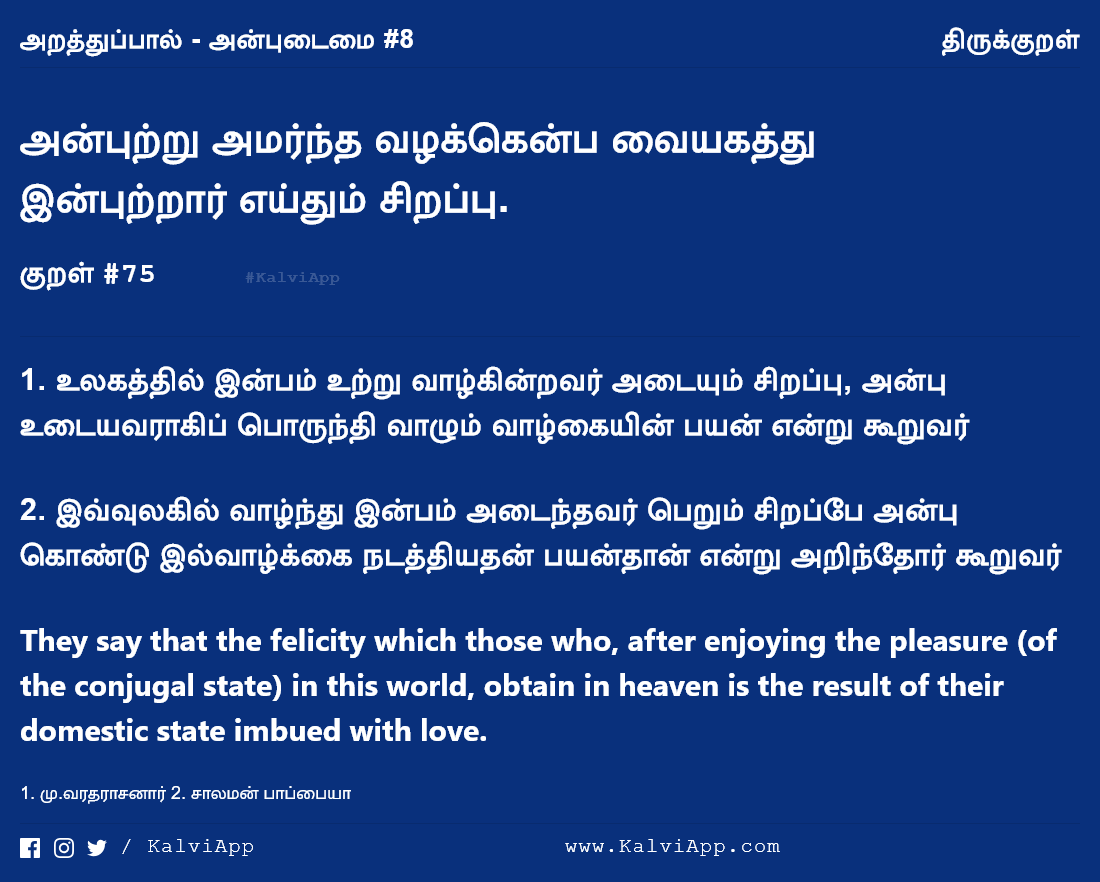 அறத்துப்பால் - அன்புடைமை #8
திருக்குறள்
அன்புற்று அமர்ந்த வழக்கென்ப வையகத்து
இன்புற்றார் எய்தும் சிறப்பு.
குறள் #75
#KalviApp
1. உலகத்தில் இன்பம் உற்று வாழ்கின்றவர் அடையும் சிறப்பு, அன்பு
உடையவராகிப் பொருந்தி வாழும் வாழ்கையின் பயன் என்று கூறுவர்
2. இவ்வுலகில் வாழ்ந்து இன்பம் அடைந்தவர் பெறும் சிறப்பே அன்பு
கொண்டு இல்வாழ்க்கை நடத்தியதன் பயன்தான் என்று அறிந்தோர் கூறுவர்
They say that the felicity which those who, after enjoying the pleasure (of
the conjugal state) in this world, obtain in heaven is the result of their
domestic state imbued with love.
1. மு.வரதராசனார் 2. சாலமன் பாப்பையா
/ KalviApp
www.KalviApp.com